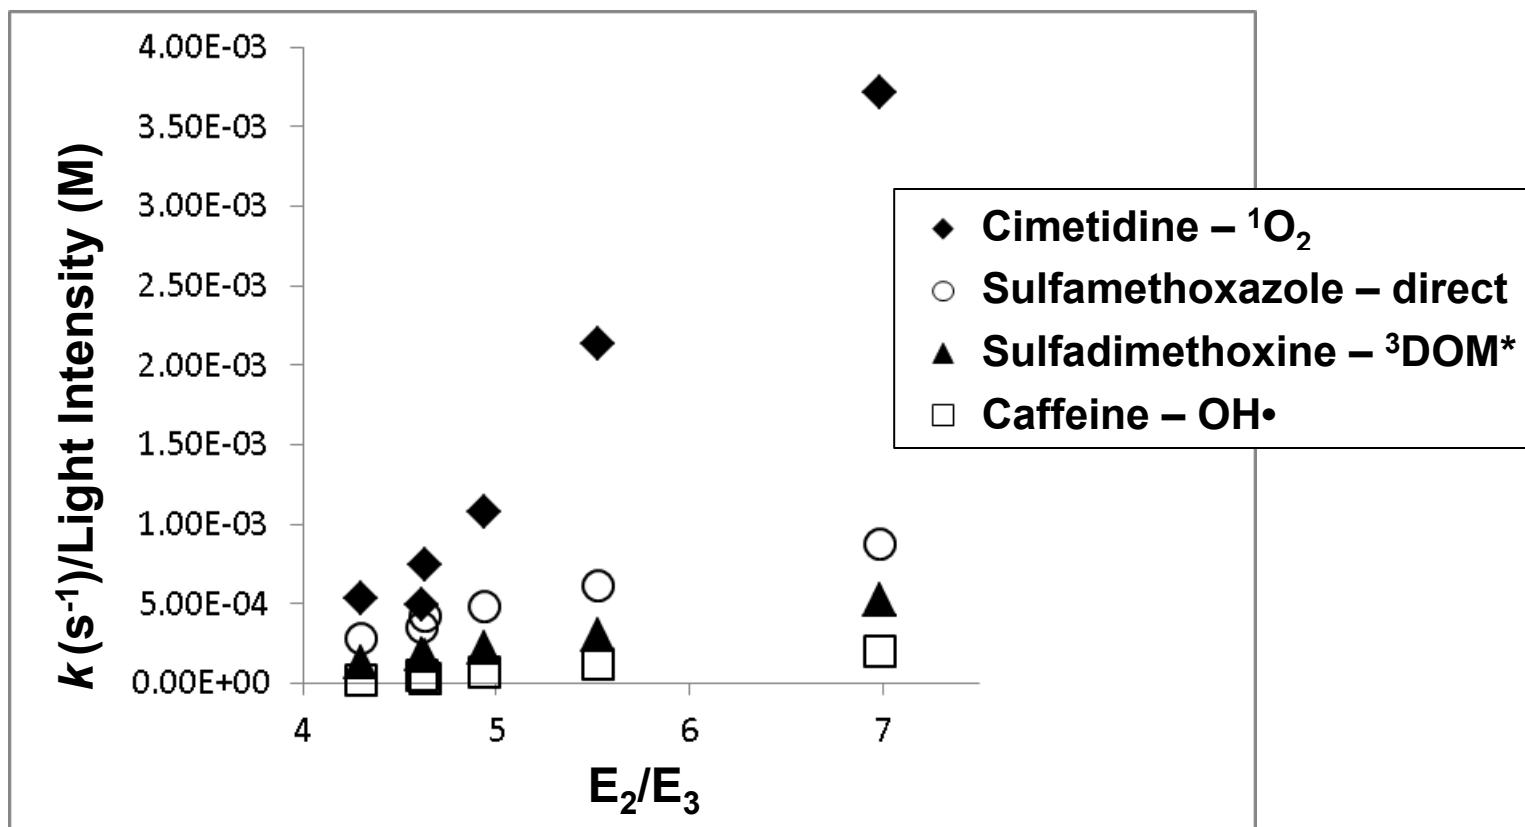 4.00E-03
3.50E-03
3.00E-03
2.50E-03
2.00E-03
1.50E-03
1.00E-03
5.00E-04
0.00E+00
k (s⁻¹)/Light Intensity (M)
4 5 6 7
E₂/E₃
Cimetidine – ¹O₂
Sulfamethoxazole – direct
Sulfadimethoxine – ³DOM*
Caffeine – OH•